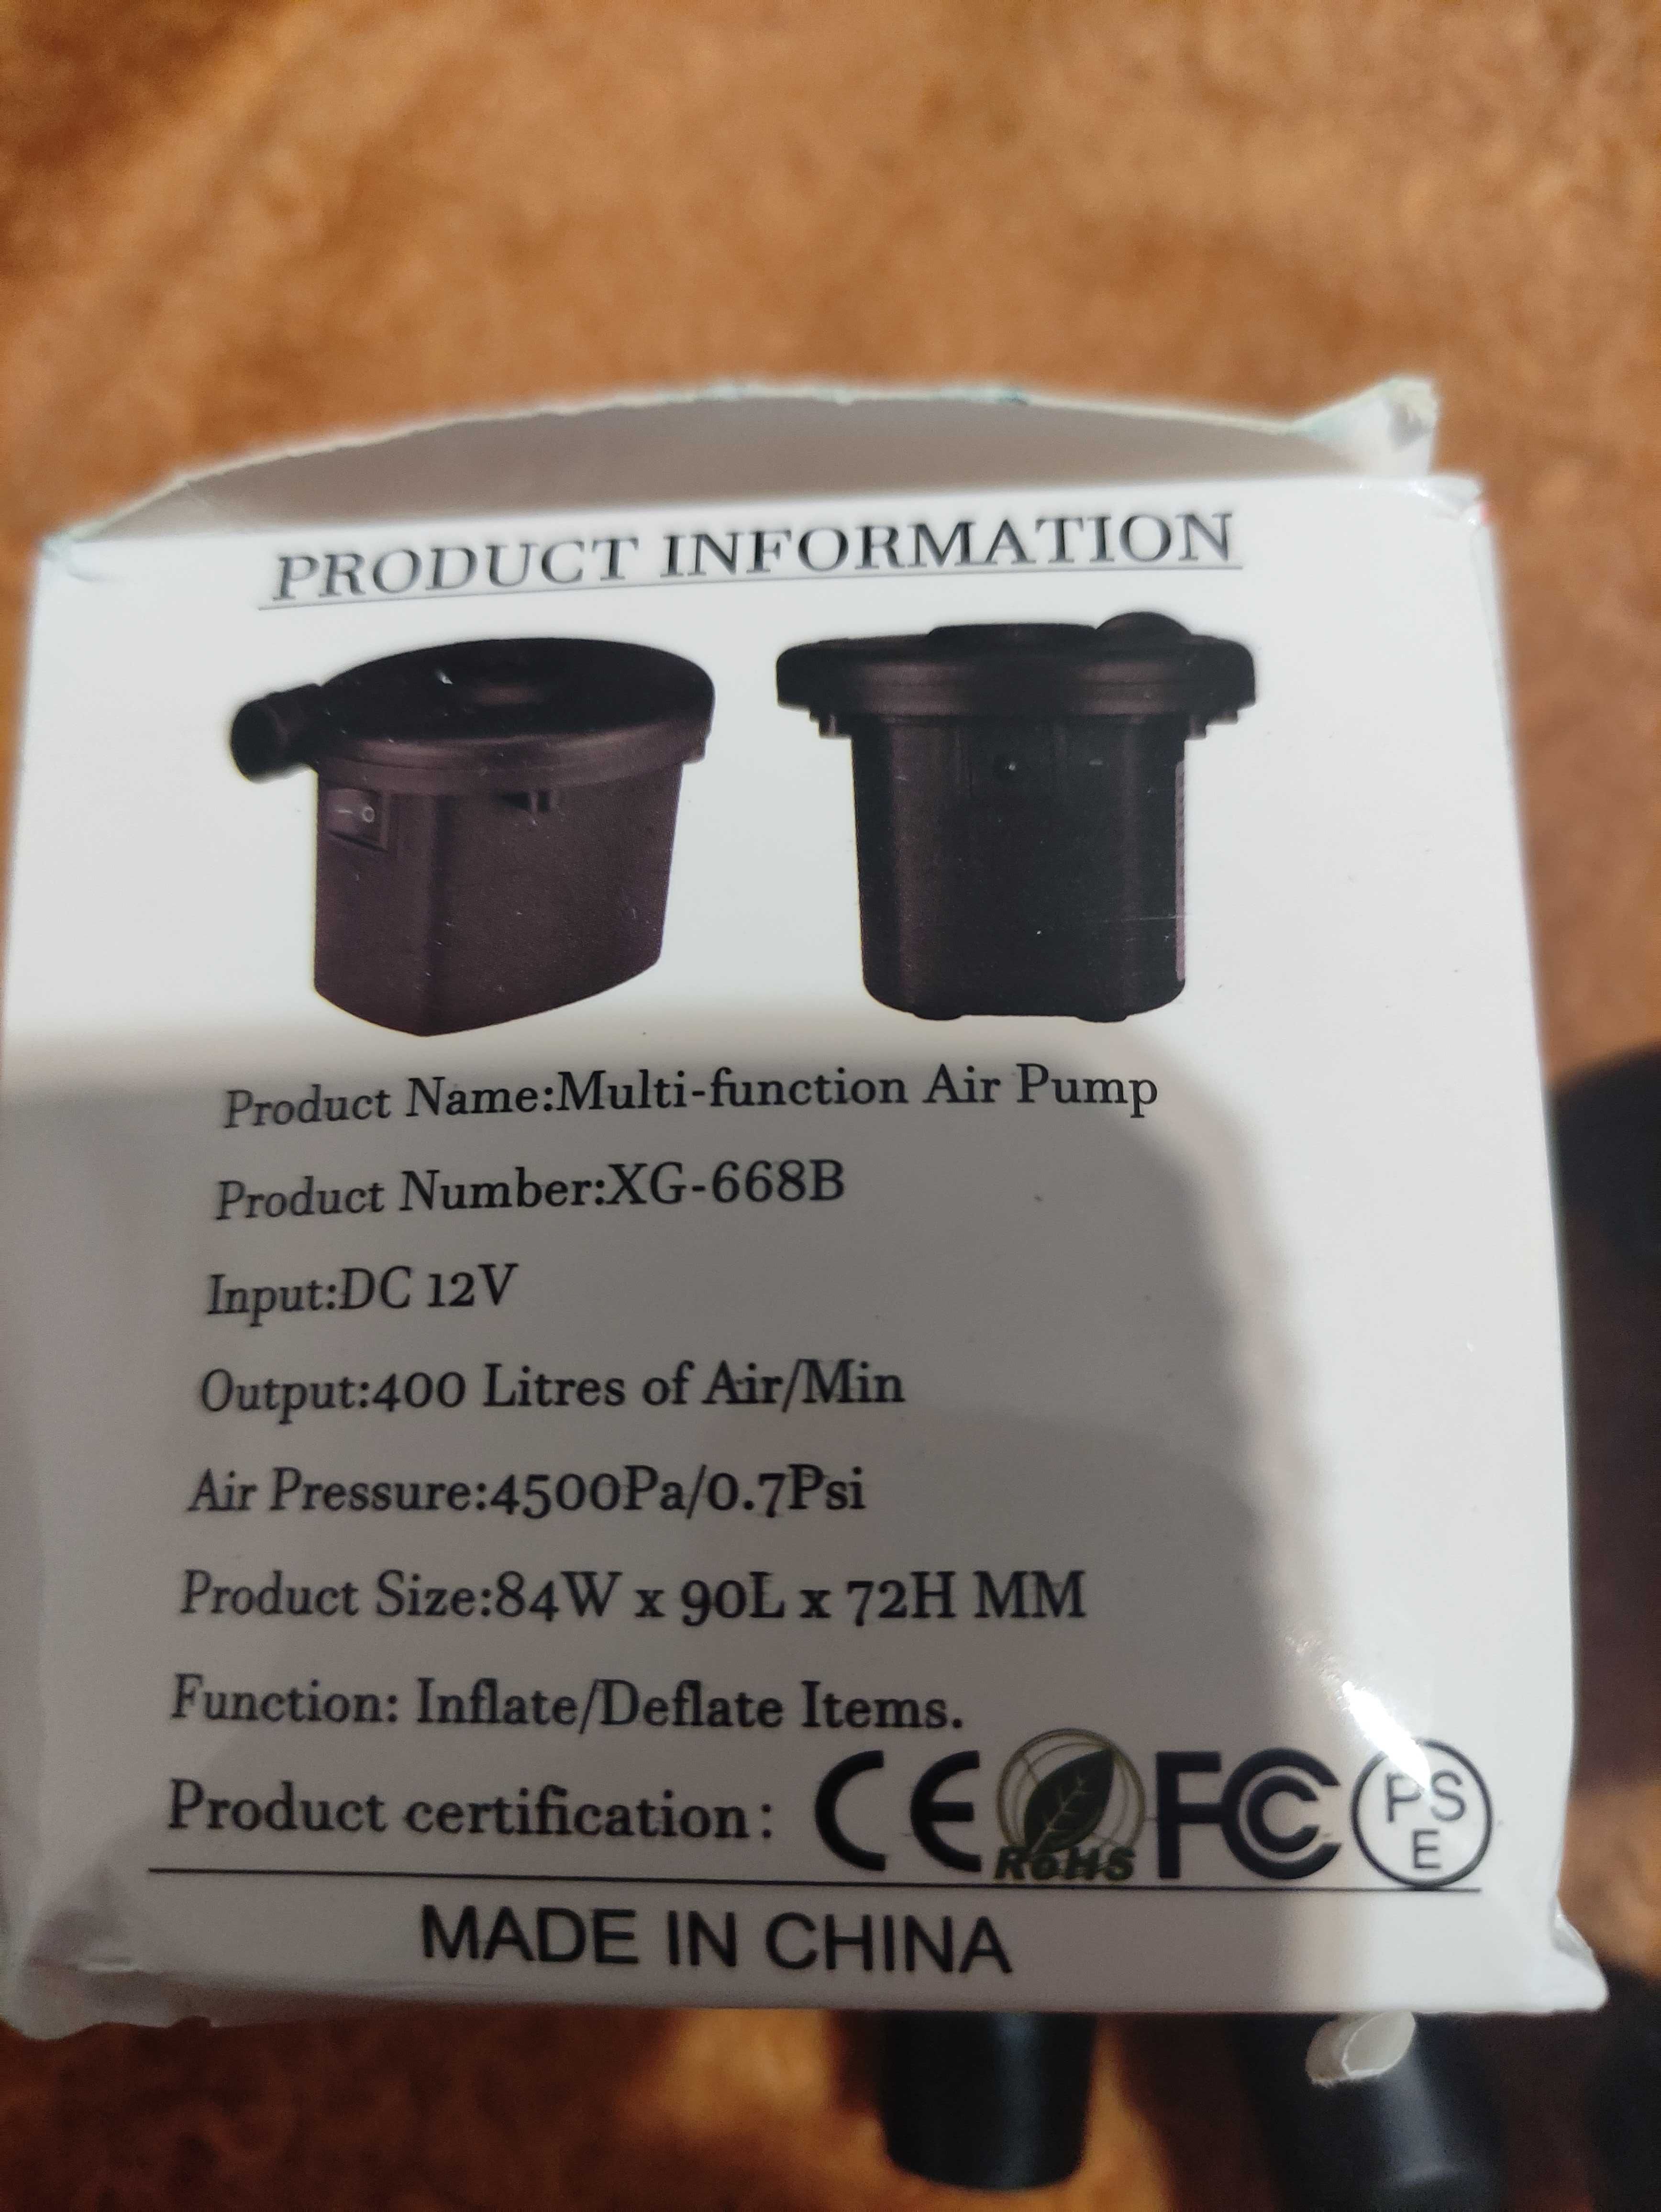 PRODUCT INFORMATION
Product Name:Multi-function Air Pump
Product Number:XG-668B
Input:DC 12V
Output:400 Litres of Air/Min
Air Pressure:4500Pa/0.7Psi
Product Size:84W x 90L x 72H MM
Function: Inflate/Deflate Items.
Product certification: CE RoHS FC PSE
MADE IN CHINA